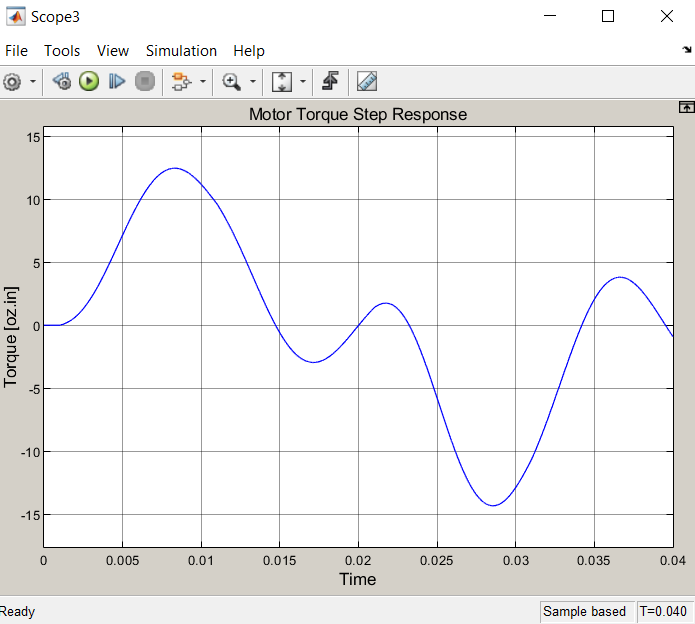 Scope3
File Tools View Simulation Help
Motor Torque Step Response
15
10
5
0
-5
-10
-15
Torque [oz.in]
0 0.005 0.01 0.015 0.02 0.025 0.03 0.035 0.04
Time
Ready Sample based T=0.040